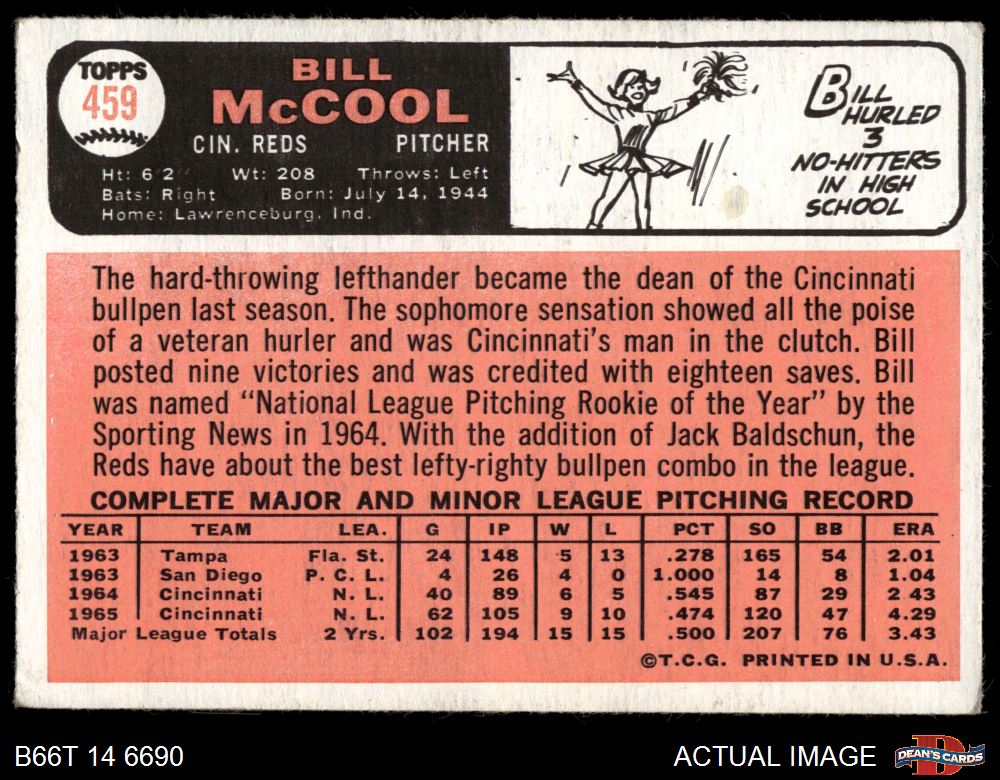 TOPPS
459
BILL
McCOOL
CIN. REDS PITCHER
Ht: 6'2" Wt: 208 Throws: Left
Bats: Right Born: July 14, 1944
Home: Lawrenceburg, Ind.
BILL
HURLED
3
NO-HITTERS
IN HIGH
SCHOOL
The hard-throwing lefthander became the dean of the Cincinnati
bullpen last season. The sophomore sensation showed all the poise
of a veteran hurler and was Cincinnati's man in the clutch. Bill
posted nine victories and was credited with eighteen saves. Bill
was named "National League Pitching Rookie of the Year" by the
Sporting News in 1964. With the addition of Jack Baldschun, the
Reds have about the best lefty-righty bullpen combo in the league.
COMPLETE MAJOR AND MINOR LEAGUE PITCHING RECORD
YEAR TEAM LEA. G IP W L PCT SO BB ERA
1963 Tampa Fla. St. 24 148 5 13 .278 165 54 2.01
1963 San Diego P. C. L. 4 26 4 0 1.000 14 8 1.04
1964 Cincinnati N. L. 40 89 6 5 .545 87 29 2.43
1965 Cincinnati N. L. 62 105 9 10 .474 120 47 4.29
Major League Totals 2 Yrs. 102 194 15 15 .500 207 76 3.43
©T.C.G. PRINTED IN U.S.A.
B66T 14 6690 ACTUAL IMAGE
DEAN'S CARDS